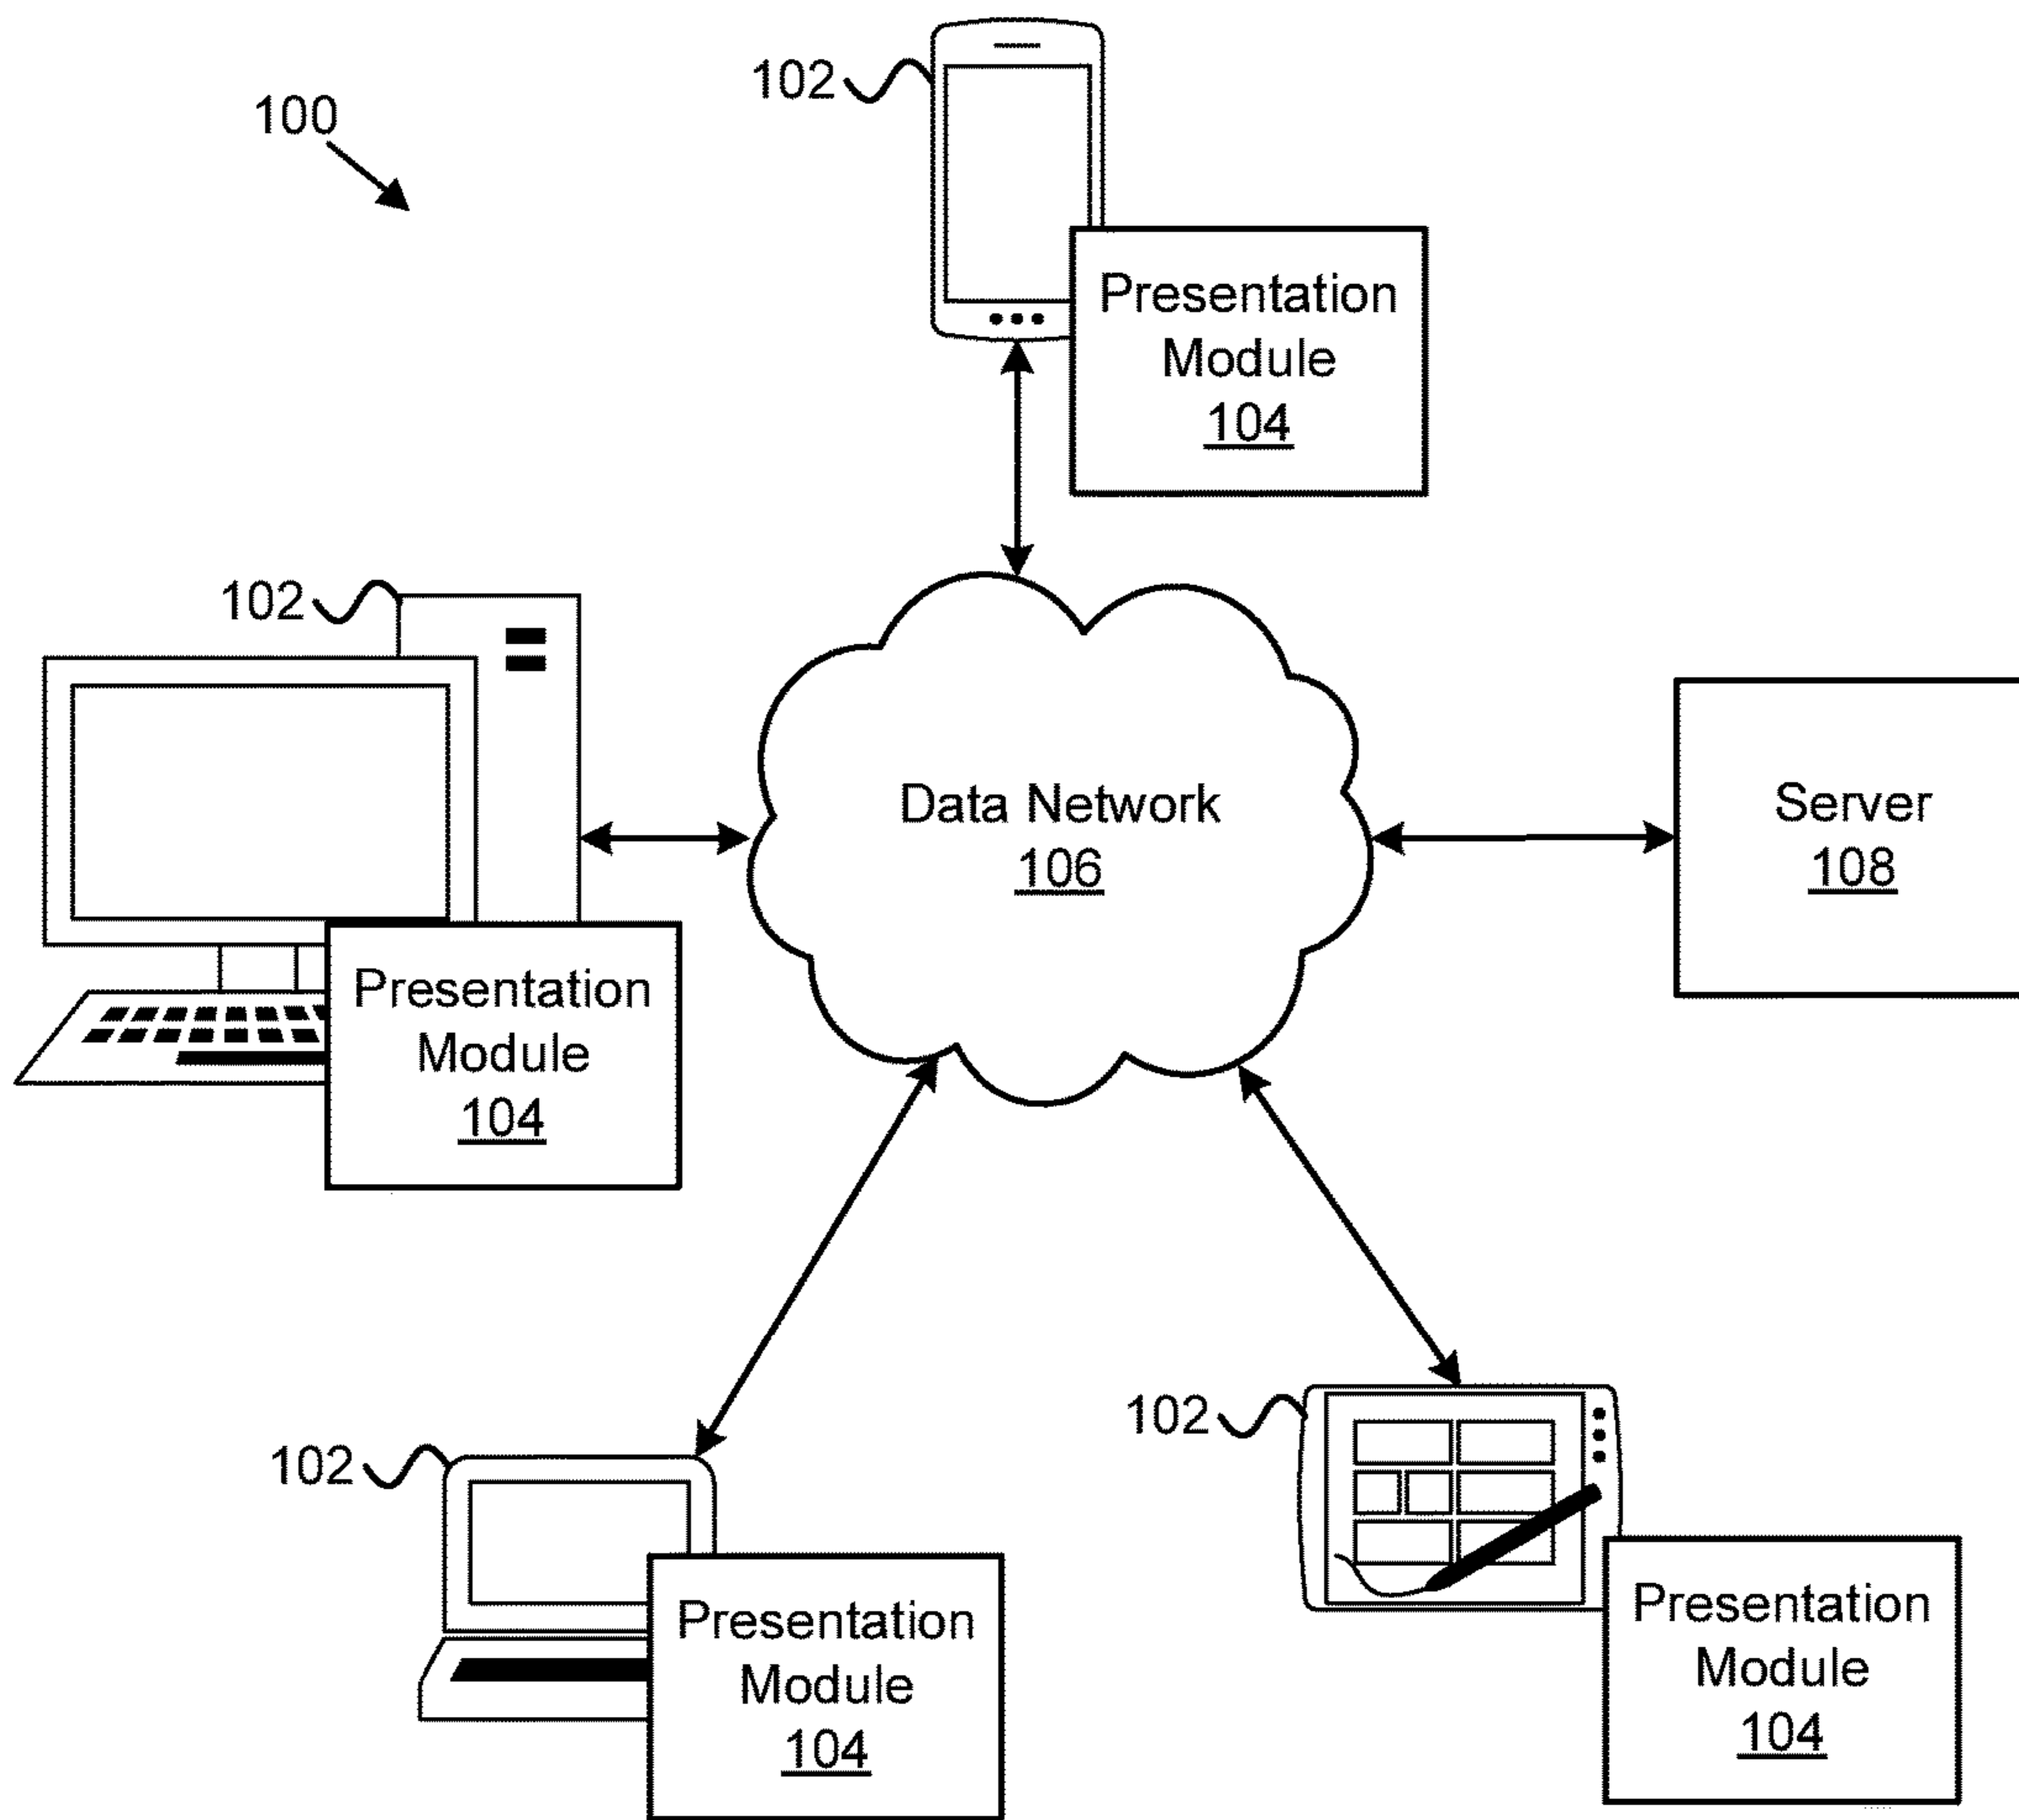 102
100
Presentation
Module
104
102
Data Network
106
Server
108
Presentation
Module
104
102
102
Presentation
Module
104
Presentation
Module
104